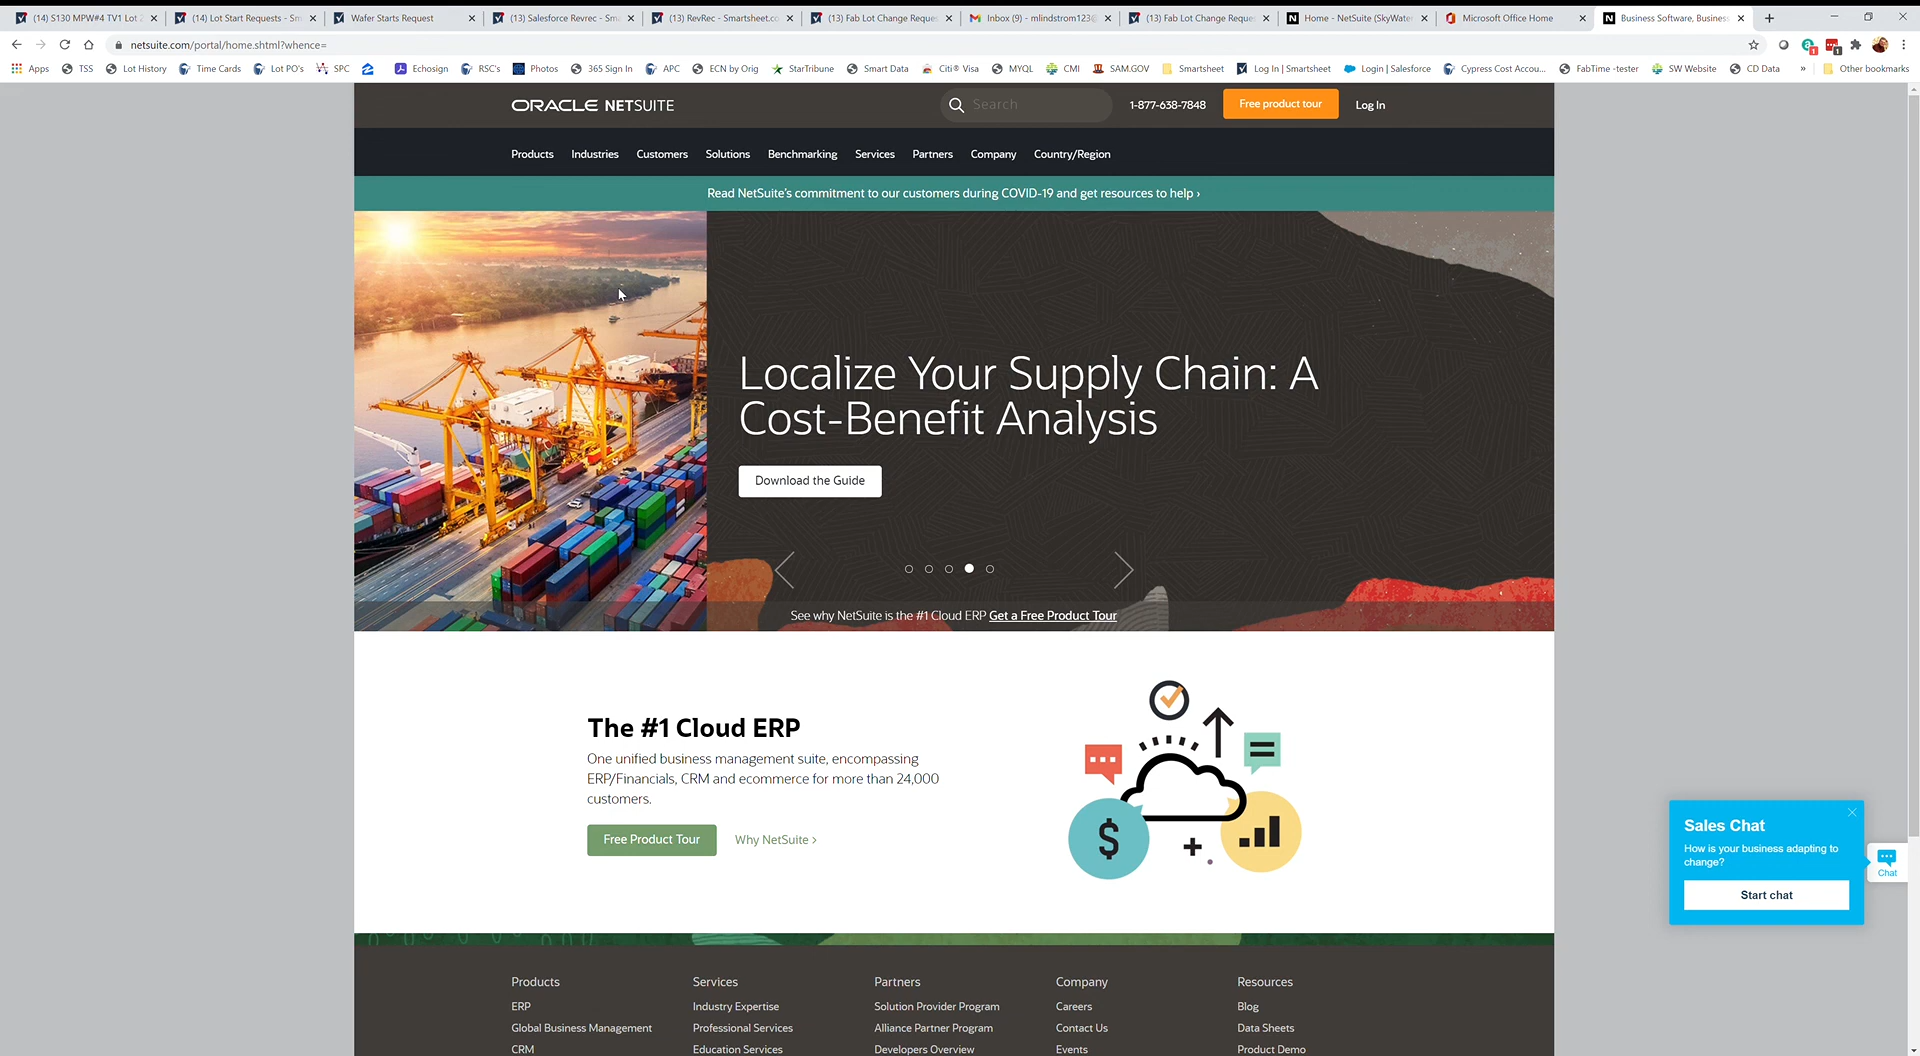 (14) S130 MPW#4 TV1 Lot 2
(14) Lot Start Requests - Sm
Wafer Starts Request
(13) Salesforce Revrec - Sma
(13) RevRec - Smartsheet.co
(13) Fab Lot Change Reques
Inbox (9) - mlindstrom123@
(13) Fab Lot Change Reques
Home - NetSuite (SkyWater
Microsoft Office Home
Business Software, Business
netsuite.com/portal/home.shtml?whence=
Apps TSS Lot History Time Cards Lot PO's SPC Echosign RSC's Photos 365 Sign In APC ECN by Orig StarTribune Smart Data Citi® Visa MYQL CMI SAM.GOV Smartsheet Log In | Smartsheet Login | Salesforce Cypress Cost Accou... FabTime -tester SW Website CD Data » Other bookmarks
ORACLE NETSUITE
Search
1-877-638-7848
Free product tour
Log In
Products Industries Customers Solutions Benchmarking Services Partners Company Country/Region
Read NetSuite's commitment to our customers during COVID-19 and get resources to help ›
Localize Your Supply Chain: A
Cost-Benefit Analysis
Download the Guide
See why NetSuite is the #1 Cloud ERP Get a Free Product Tour
The #1 Cloud ERP
One unified business management suite, encompassing
ERP/Financials, CRM and ecommerce for more than 24,000
customers.
Free Product Tour
Why NetSuite >
$
Sales Chat
How is your business adapting to
change?
Start chat
Chat
Products Services Partners Company Resources
ERP Industry Expertise Solution Provider Program Careers Blog
Global Business Management Professional Services Alliance Partner Program Contact Us Data Sheets
CRM Education Services Developers Overview Events Product Demo